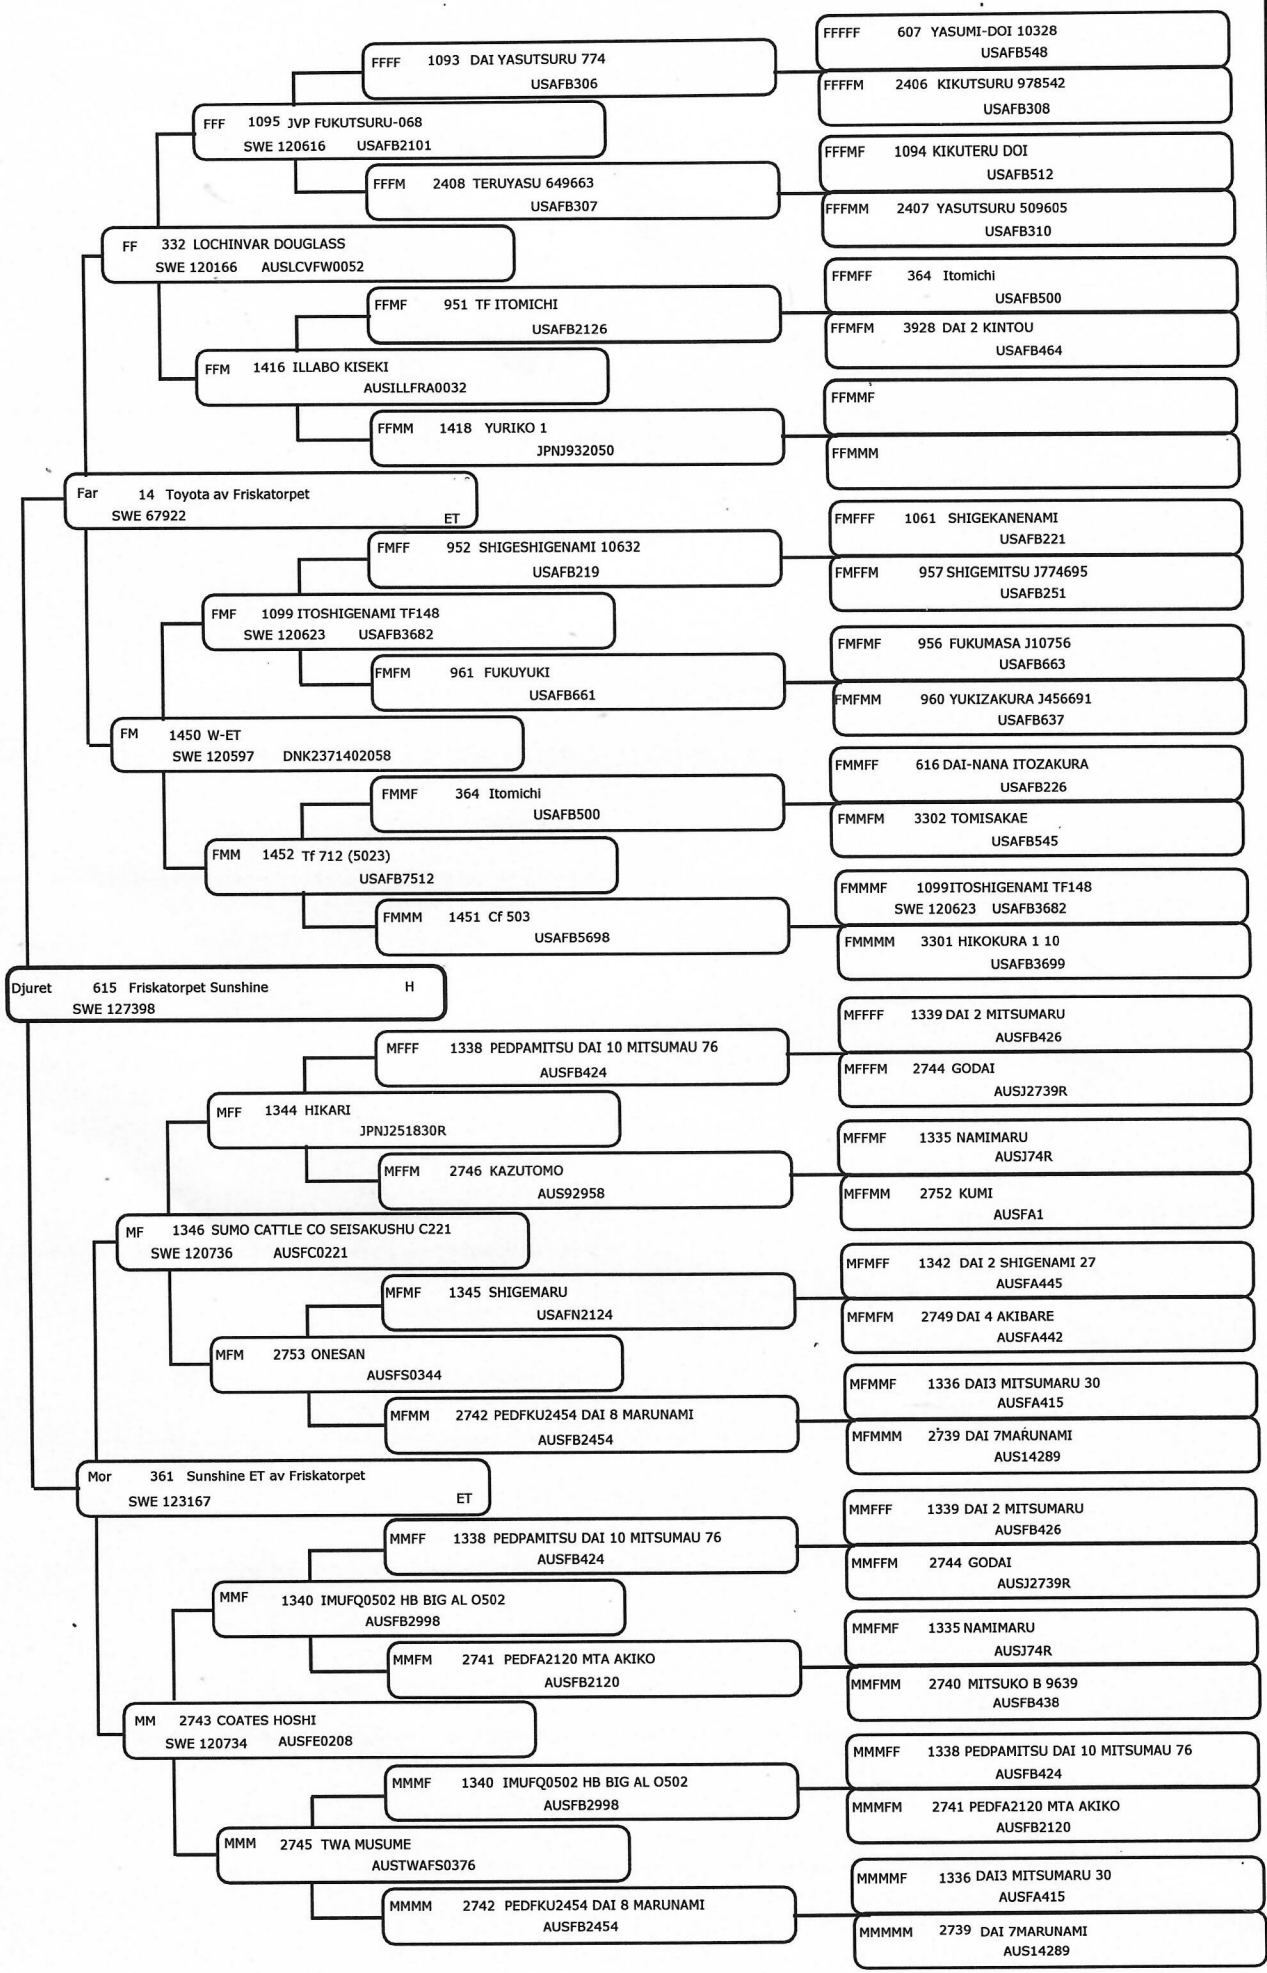 FFFFF 607 YASUMI-DOI 10328
USAFB548
FFFF 1093 DAI YASUTSURU 774
USAFB306
FFFFM 2406 KIKUTSURU 978542
USAFB308
FFF 1095 JVP FUKUTSURU-068
SWE 120616 USAFB2101
FFFMF 1094 KIKUTERU DOI
USAFB512
FFFM 2408 TERUYASU 649663
USAFB307
FFFMM 2407 YASUTSURU 509605
USAFB310
FF 332 LOCHINVAR DOUGLASS
SWE 120166 AUSLCVFW0052
FFMFF 364 Itomichi
USAFB500
FFMF 951 TF ITOMICHI
USAFB2126
FFMFM 3928 DAI 2 KINTOU
USAFB464
FFM 1416 ILLABO KISEKI
AUSILLFRA0032
FFMMF
FFMM 1418 YURIKO 1
JPNJ932050
FFMMM
Far 14 Toyota av Friskatorpet
SWE 67922 ET
FMFFF 1061 SHIGEKANENAMI
USAFB221
FMFF 952 SHIGESHIGENAMI 10632
USAFB219
FMFFM 957 SHIGEMITSU J774695
USAFB251
FMF 1099 ITOSHIGENAMI TF148
SWE 120623 USAFB3682
FMFMF 956 FUKUMASA J10756
USAFB663
FMFM 961 FUKUYUKI
USAFB661
FMFMM 960 YUKIZAKURA J456691
USAFB637
FM 1450 W-ET
SWE 120597 DNK2371402058
FMMFF 616 DAI-NANA ITOZAKURA
USAFB226
FMMF 364 Itomichi
USAFB500
FMMFM 3302 TOMISAKAE
USAFB545
FMM 1452 Tf 712 (5023)
USAFB7512
FMMMF 1099ITOSHIGENAMI TF148
SWE 120623 USAFB3682
FMMM 1451 Cf 503
USAFB5698
FMMMM 3301 HIKOKURA 1 10
USAFB3699
Djuret 615 Friskatorpet Sunshine H
SWE 127398
MFFFF 1339 DAI 2 MITSUMARU
AUSFB426
MFFF 1338 PEDPAMITSU DAI 10 MITSUMAU 76
AUSFB424
MFFFM 2744 GODAI
AUSJ2739R
MFF 1344 HIKARI
JPNJ251830R
MFFMF 1335 NAMIMARU
AUSJ74R
MFFM 2746 KAZUTOMO
AUS92958
MFFMM 2752 KUMI
AUSFA1
MF 1346 SUMO CATTLE CO SEISAKUSHU C221
SWE 120736 AUSFC0221
MFMFF 1342 DAI 2 SHIGENAMI 27
AUSFA445
MFMF 1345 SHIGEMARU
USAFN2124
MFMFM 2749 DAI 4 AKIBARE
AUSFA442
MFM 2753 ONESAN
AUSFS0344
MFMMF 1336 DAI3 MITSUMARU 30
AUSFA415
MFMM 2742 PEDFKU2454 DAI 8 MARUNAMI
AUSFB2454
MFMMM 2739 DAI 7MARUNAMI
AUS14289
Mor 361 Sunshine ET av Friskatorpet
SWE 123167 ET
MMFFF 1339 DAI 2 MITSUMARU
AUSFB426
MMFF 1338 PEDPAMITSU DAI 10 MITSUMAU 76
AUSFB424
MMFFM 2744 GODAI
AUSJ2739R
MMF 1340 IMUFQ0502 HB BIG AL O502
AUSFB2998
MMFMF 1335 NAMIMARU
AUSJ74R
MMFM 2741 PEDFA2120 MTA AKIKO
AUSFB2120
MMFMM 2740 MITSUKO B 9639
AUSFB438
MM 2743 COATES HOSHI
SWE 120734 AUSFE0208
MMMFF 1338 PEDPAMITSU DAI 10 MITSUMAU 76
AUSFB424
MMMF 1340 IMUFQ0502 HB BIG AL O502
AUSFB2998
MMMFM 2741 PEDFA2120 MTA AKIKO
AUSFB2120
MMM 2745 TWA MUSUME
AUSTWAFS0376
MMMMF 1336 DAI3 MITSUMARU 30
AUSFA415
MMMM 2742 PEDFKU2454 DAI 8 MARUNAMI
AUSFB2454
MMMMM 2739 DAI 7MARUNAMI
AUS14289